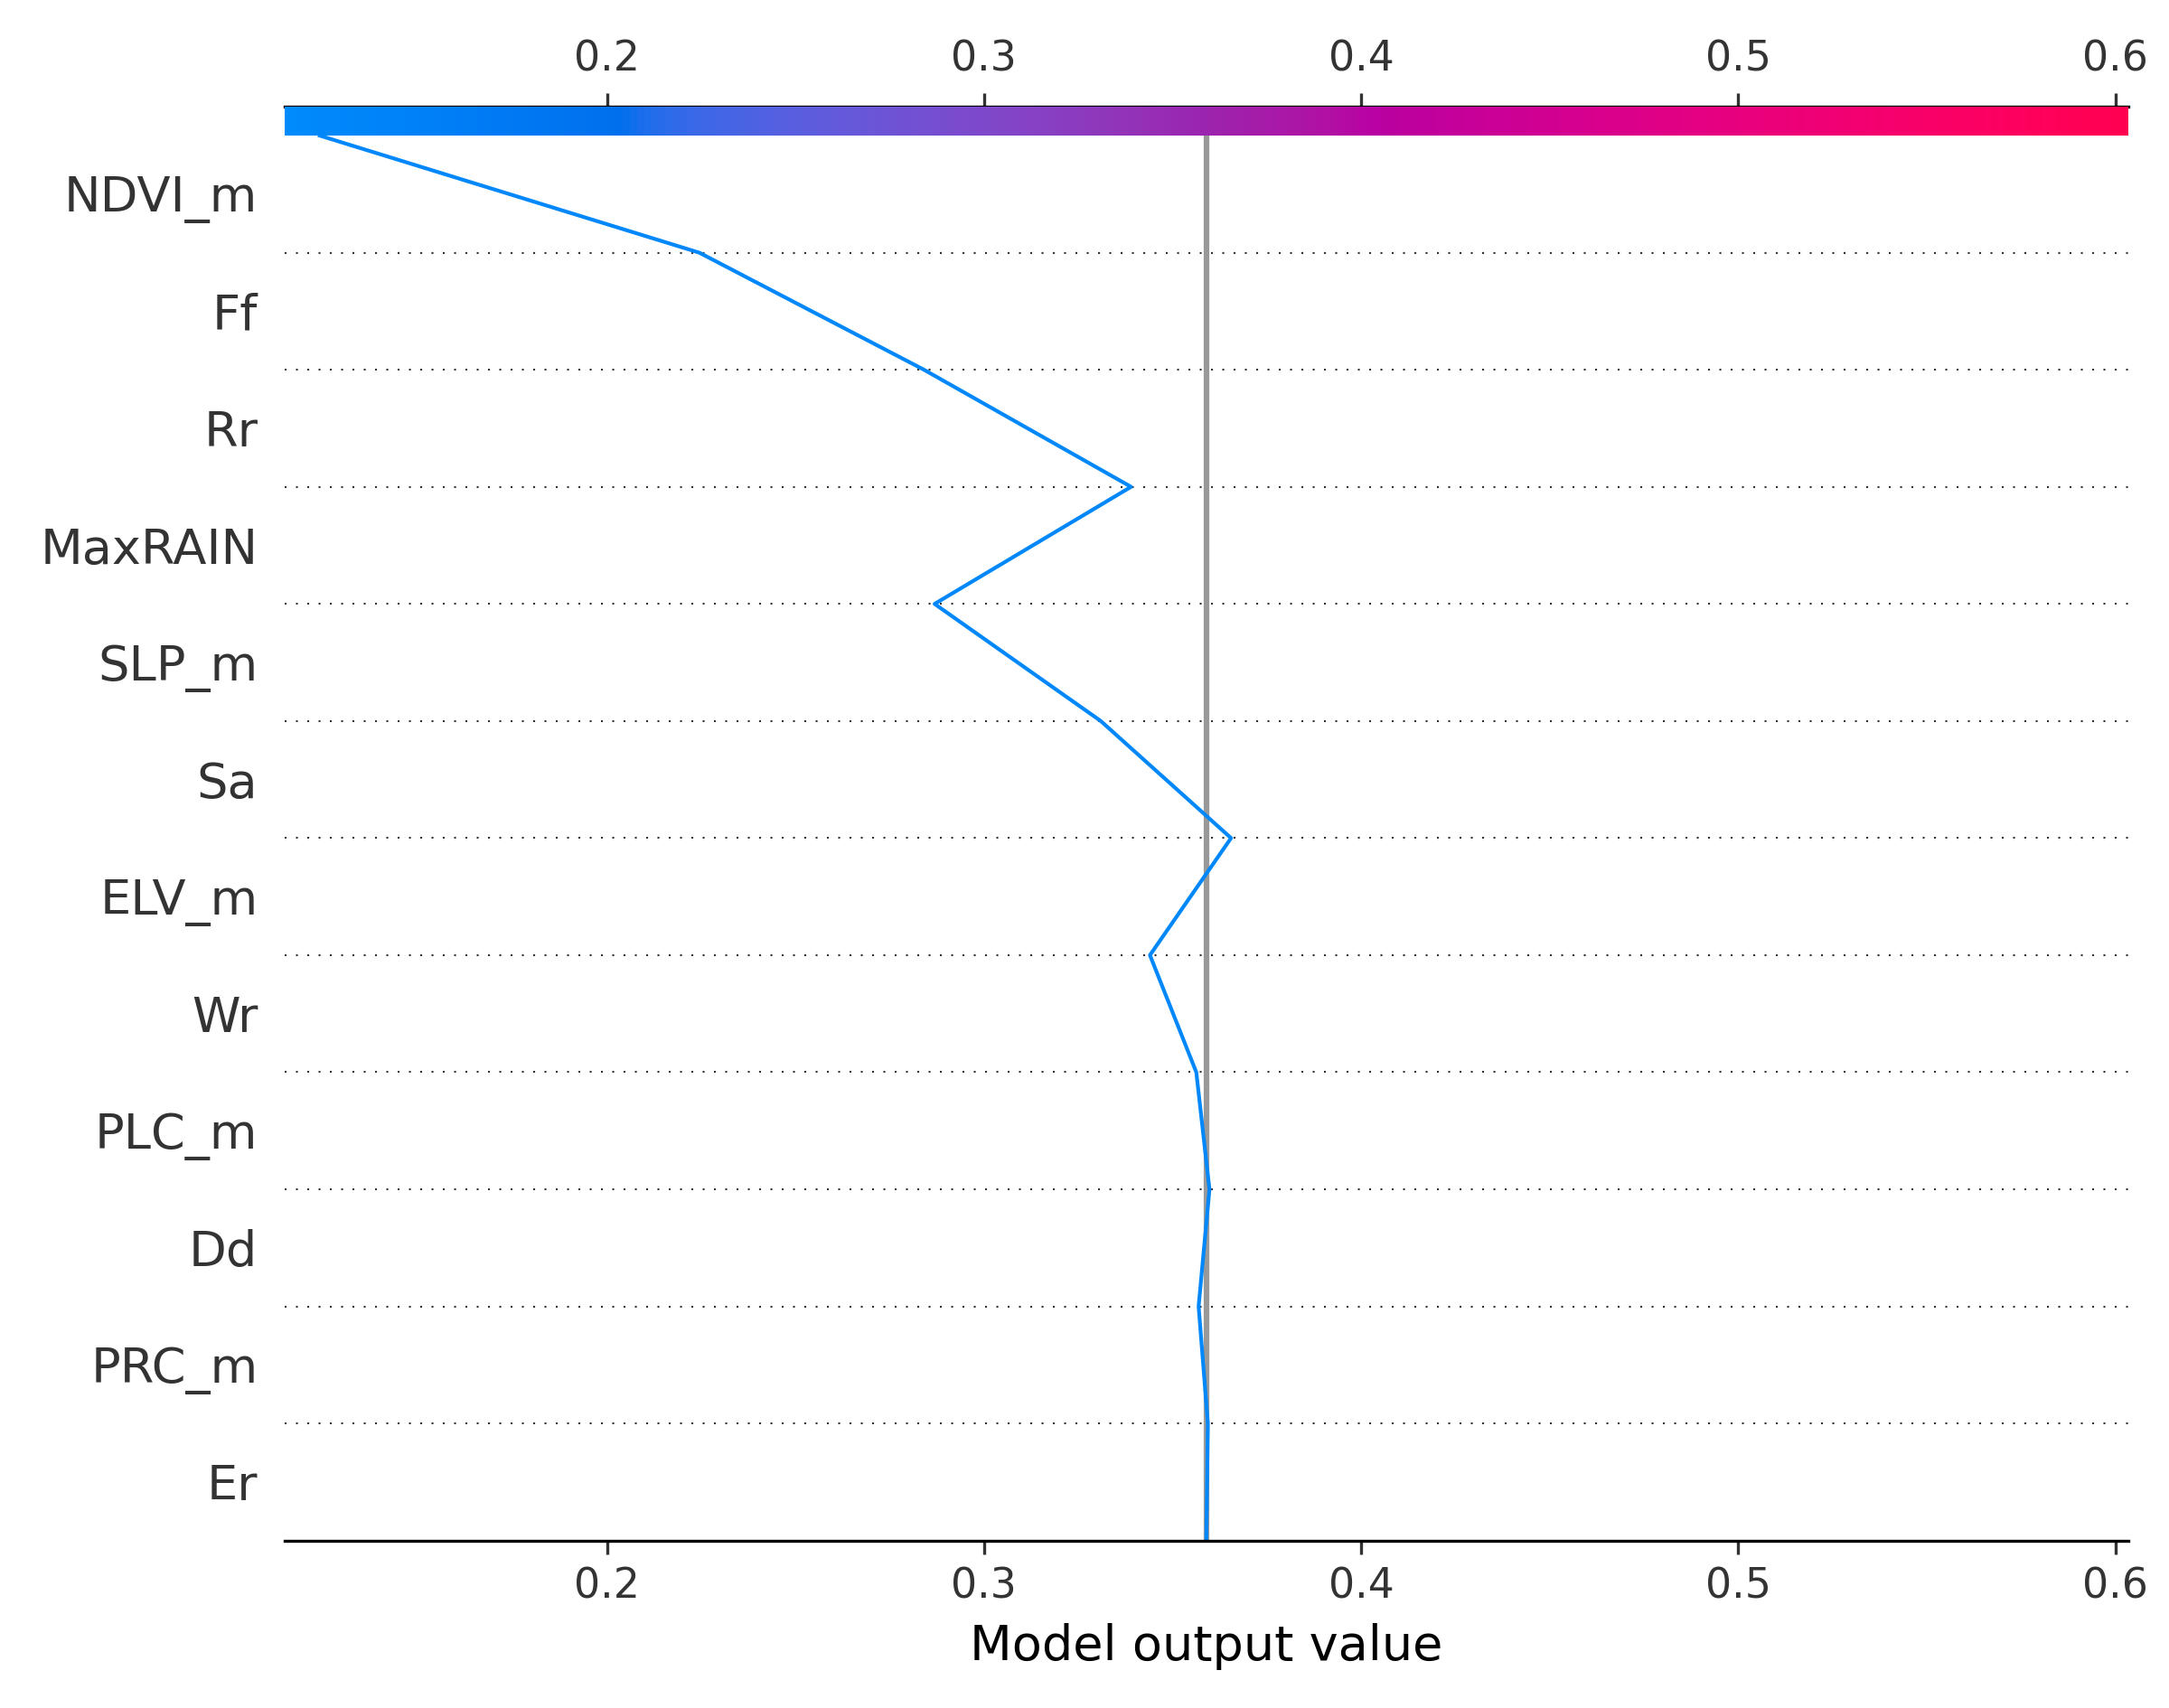 0.2 0.3 0.4 0.5 0.6
NDVI_m
Ff
Rr
MaxRAIN
SLP_m
Sa
ELV_m
Wr
PLC_m
Dd
PRC_m
Er
0.2 0.3 0.4 0.5 0.6
Model output value